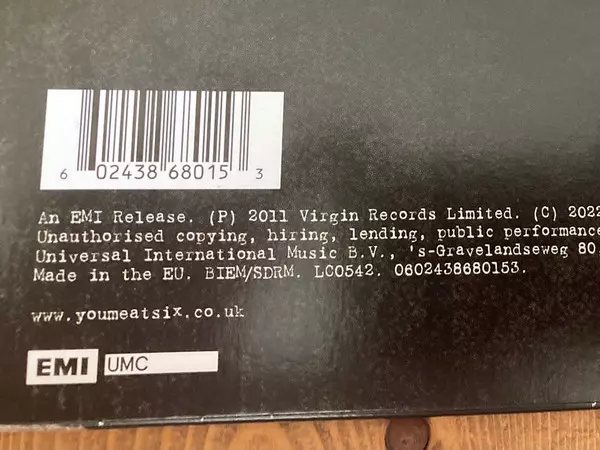 6 02438 68015 3
An EMI Release. (P) 2011 Virgin Records Limited. (C) 2022
Unauthorised copying, hiring, lending, public performance
Universal International Music B.V., 's-Gravelandseweg 80,
Made in the EU. BIEM/SDRM. LC0542. 0602438680153.
www.youmeatsix.co.uk
EMI UMC